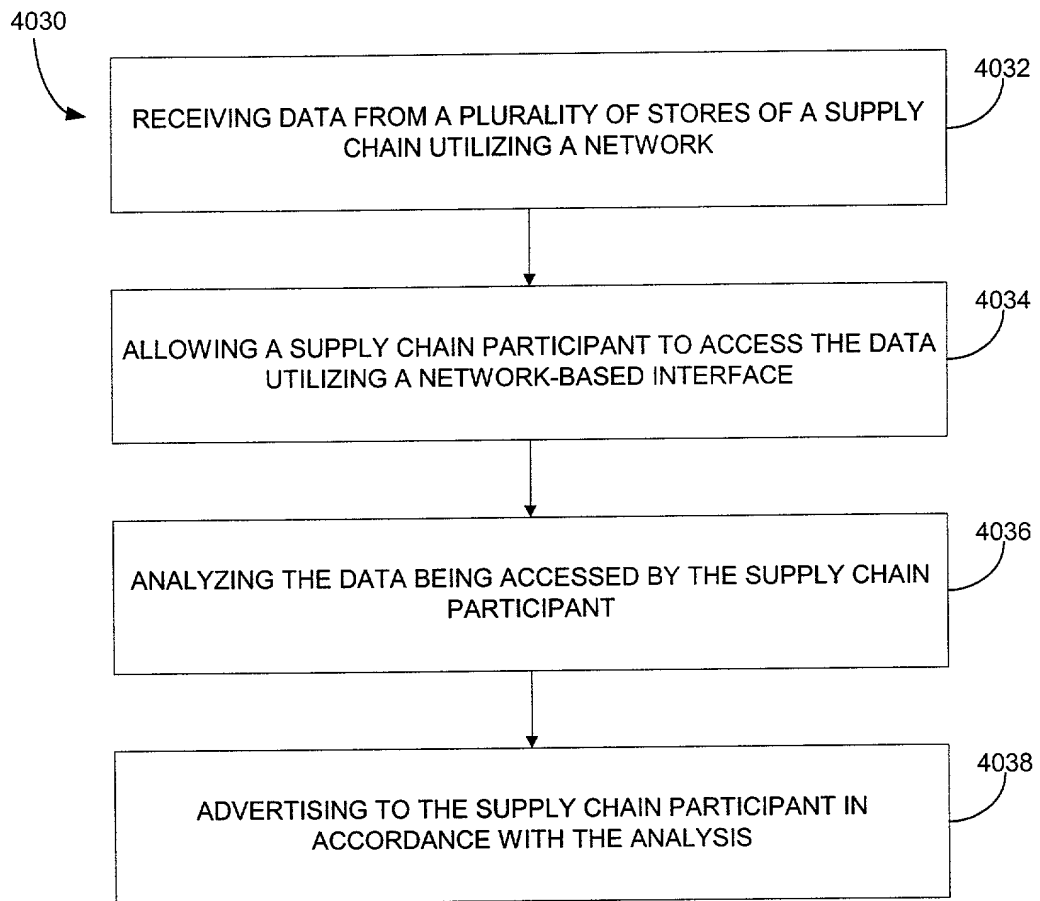 4030
4032
RECEIVING DATA FROM A PLURALITY OF STORES OF A SUPPLY
CHAIN UTILIZING A NETWORK
4034
ALLOWING A SUPPLY CHAIN PARTICIPANT TO ACCESS THE DATA
UTILIZING A NETWORK-BASED INTERFACE
4036
ANALYZING THE DATA BEING ACCESSED BY THE SUPPLY CHAIN
PARTICIPANT
4038
ADVERTISING TO THE SUPPLY CHAIN PARTICIPANT IN
ACCORDANCE WITH THE ANALYSIS